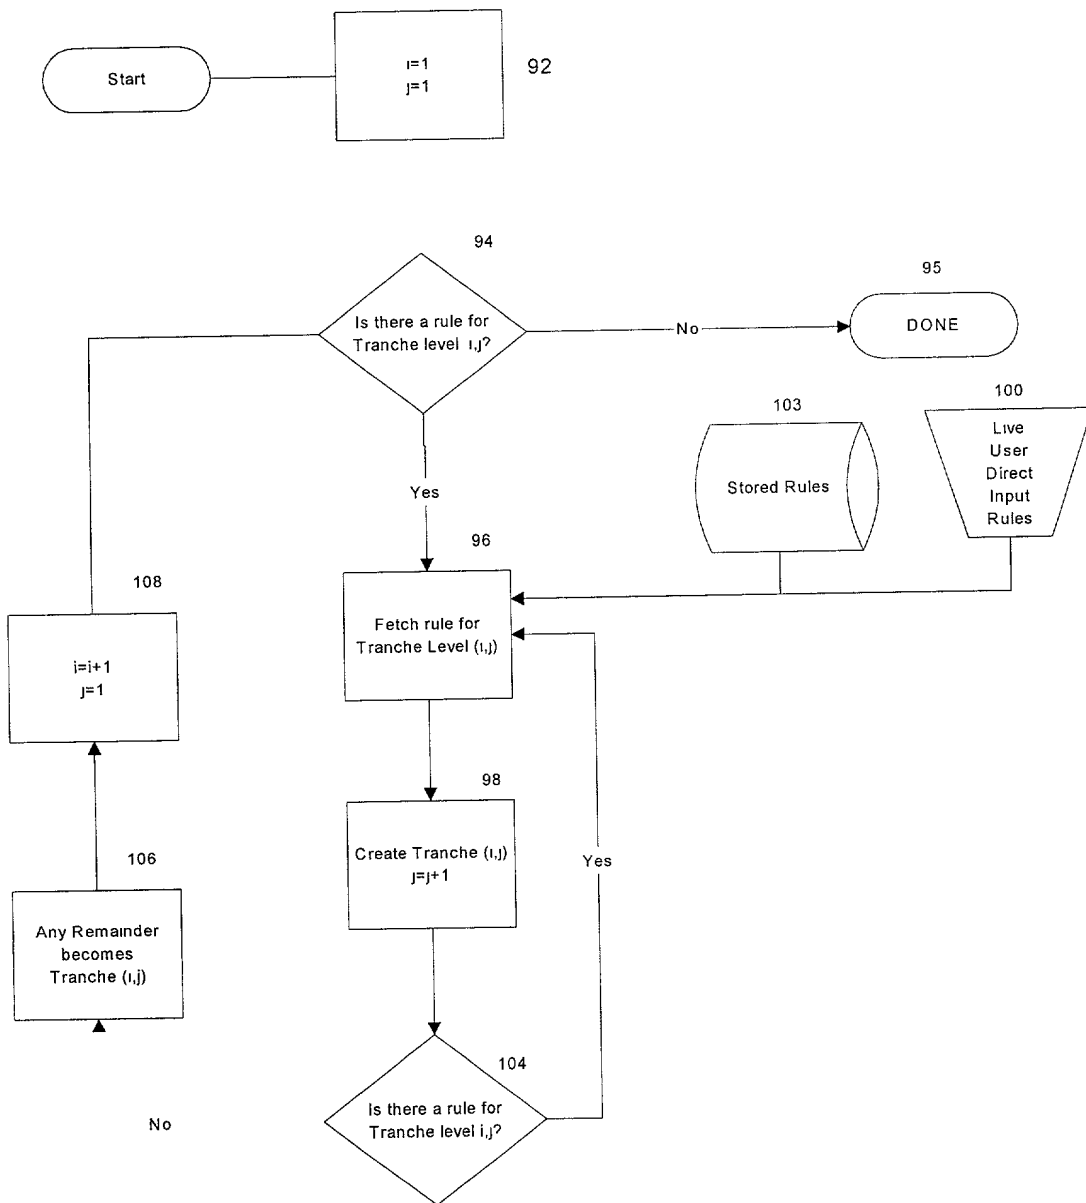 Start
i=1
j=1
92
94
Is there a rule for
Tranche level i,j?
No
95
DONE
103
Stored Rules
100
Live
User
Direct
Input
Rules
Yes
96
Fetch rule for
Tranche Level (i,j)
108
i=i+1
j=1
98
Create Tranche (i,j)
j=j+1
Yes
106
Any Remainder
becomes
Tranche (i,j)
104
Is there a rule for
Tranche level i,j?
No